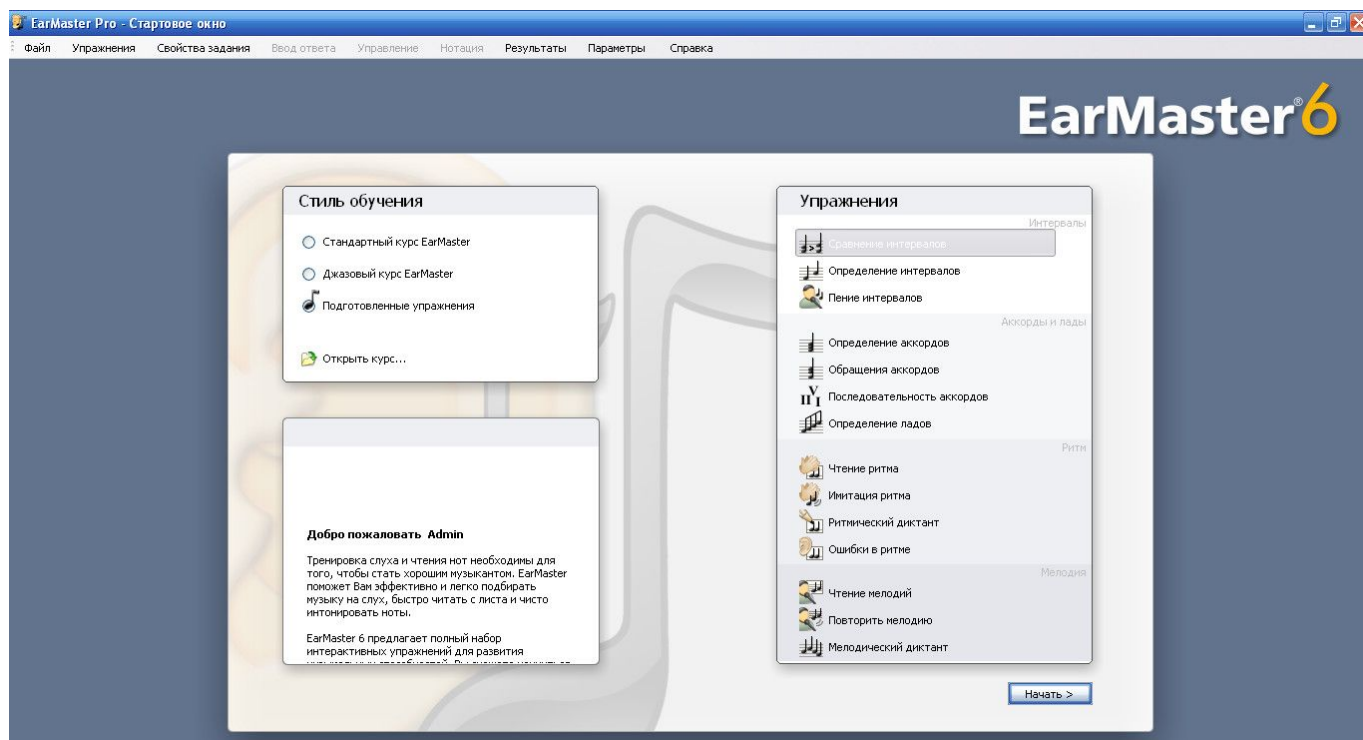 EarMaster Pro - Стартовое окно
Файл Упражнения Свойства задания Ввод ответа Управление Нотация Результаты Параметры Справка
EarMaster® 6
Стиль обучения
Стандартный курс EarMaster
Джазовый курс EarMaster
Подготовленные упражнения
Открыть курс...
Добро пожаловать Admin
Тренировка слуха и чтения нот необходимы для
того, чтобы стать хорошим музыкантом. EarMaster
поможет Вам эффективно и легко подбирать
музыку на слух, быстро читать с листа и чисто
интонировать ноты.
EarMaster 6 предлагает полный набор
интерактивных упражнений для развития
Упражнения
Интервалы
Сравнение интервалов
Определение интервалов
Пение интервалов
Аккорды и лады
Определение аккордов
Обращения аккордов
II V I Последовательность аккордов
Определение ладов
Ритм
Чтение ритма
Имитация ритма
Ритмический диктант
Ошибки в ритме
Мелодия
Чтение мелодий
Повторить мелодию
Мелодический диктант
Начать >